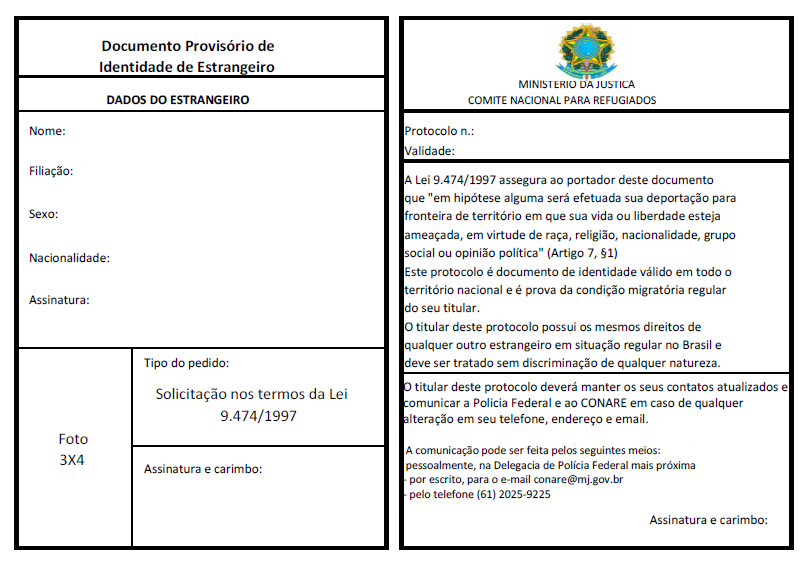 Documento Provisório de
Identidade de Estrangeiro
DADOS DO ESTRANGEIRO
Nome:
Filiação:
Sexo:
Nacionalidade:
Assinatura:
Foto
3X4
Tipo do pedido:
Solicitação nos termos da Lei
9.474/1997
Assinatura e carimbo:
MINISTERIO DA JUSTICA
COMITE NACIONAL PARA REFUGIADOS
Protocolo n.:
Validade:
A Lei 9.474/1997 assegura ao portador deste documento
que "em hipótese alguma será efetuada sua deportação para
fronteira de território em que sua vida ou liberdade esteja
ameaçada, em virtude de raça, religião, nacionalidade, grupo
social ou opinião política" (Artigo 7, §1)
Este protocolo é documento de identidade válido em todo o
território nacional e é prova da condição migratória regular
do seu titular.
O titular deste protocolo possui os mesmos direitos de
qualquer outro estrangeiro em situação regular no Brasil e
deve ser tratado sem discriminação de qualquer natureza.
O titular deste protocolo deverá manter os seus contatos atualizados e
comunicar a Policia Federal e ao CONARE em caso de qualquer
alteração em seu telefone, endereço e email.
A comunicação pode ser feita pelos seguintes meios:
pessoalmente, na Delegacia de Polícia Federal mais próxima
- por escrito, para o e-mail conare@mj.gov.br
- pelo telefone (61) 2025-9225
Assinatura e carimbo: